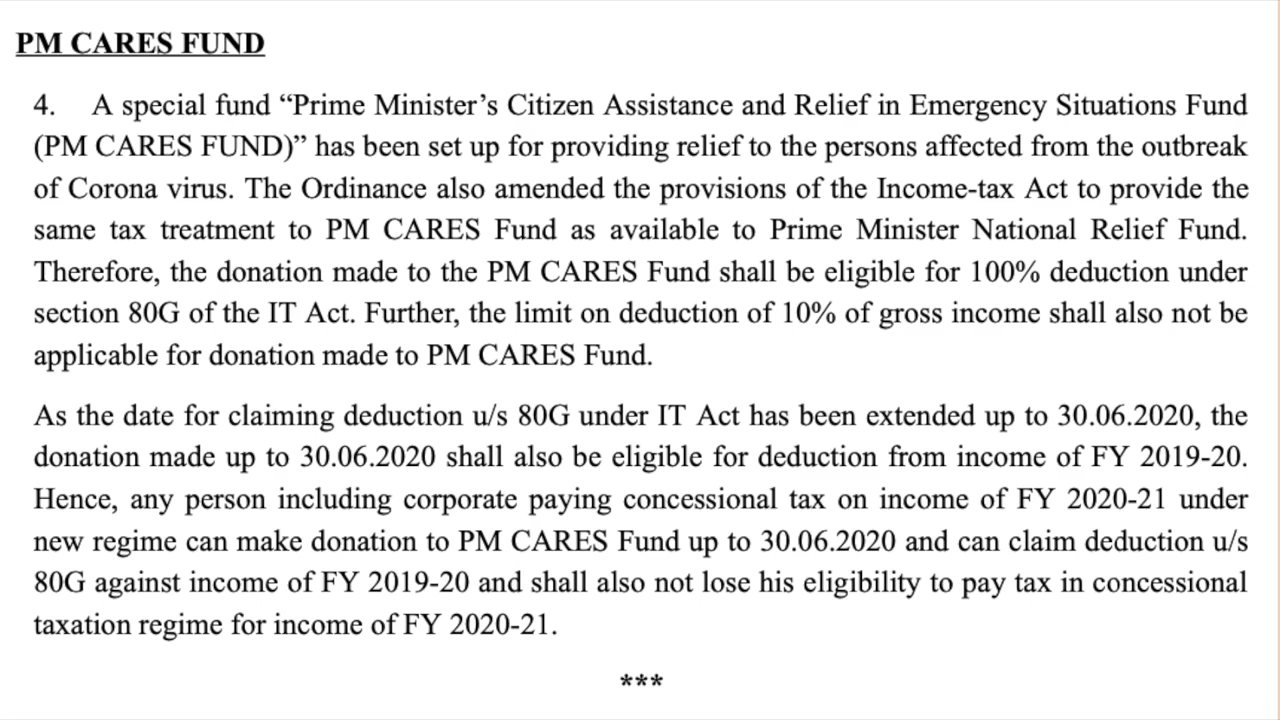 PM CARES FUND
4. A special fund “Prime Minister’s Citizen Assistance and Relief in Emergency Situations Fund
(PM CARES FUND)” has been set up for providing relief to the persons affected from the outbreak
of Corona virus. The Ordinance also amended the provisions of the Income-tax Act to provide the
same tax treatment to PM CARES Fund as available to Prime Minister National Relief Fund.
Therefore, the donation made to the PM CARES Fund shall be eligible for 100% deduction under
section 80G of the IT Act. Further, the limit on deduction of 10% of gross income shall also not be
applicable for donation made to PM CARES Fund.
As the date for claiming deduction u/s 80G under IT Act has been extended up to 30.06.2020, the
donation made up to 30.06.2020 shall also be eligible for deduction from income of FY 2019-20.
Hence, any person including corporate paying concessional tax on income of FY 2020-21 under
new regime can make donation to PM CARES Fund up to 30.06.2020 and can claim deduction u/s
80G against income of FY 2019-20 and shall also not lose his eligibility to pay tax in concessional
taxation regime for income of FY 2020-21.
***